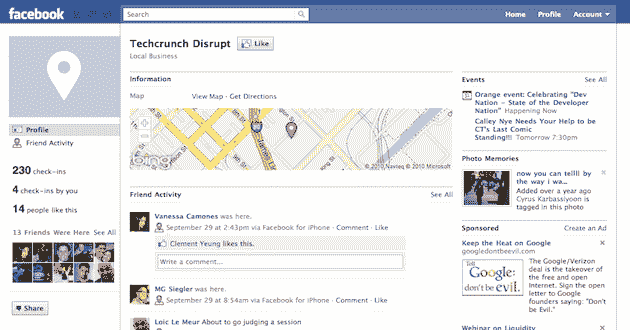 facebook
Search
Home
Profile
Account
Techcrunch Disrupt
Like
Local Business
Information
Map
View Map · Get Directions
bing
© 2010 Navteq © 2010 Microsoft
Friend Activity
See All
Vanessa Camones was here.
September 29 at 2:43pm via Facebook for iPhone · Comment · Like
Clement Yeung likes this.
Write a comment...
MG Siegler was here.
September 29 at 8:54am via Facebook for iPhone · Comment · Like
Loic Le Meur About to go judging a session
Profile
Friend Activity
230 check-ins
4 check-ins by you
14 people like this
13 Friends Were Here
See All
Share
Events
See All
Orange event: Celebrating "Dev
Nation - State of the Developer
Nation" Happening Now
Calley Nye Needs Your Help to be
CT's Last Comic
Standing!!! Tomorrow 7:30pm
Photo Memories
now you can tellll by
the way i wa...
Added over a year ago
Cyrus Karbassiyoon is
tagged in this photo
Sponsored
Create an Ad
Keep the Heat on Google
googledontbeevil.com
Tell
Google:
don't be evil.
The Google/Verizon
deal is the takeover of
the free and open
Internet. Sign the open
letter to Google
founders saying: "Don't
be Evil."
Webinar on Liquidity